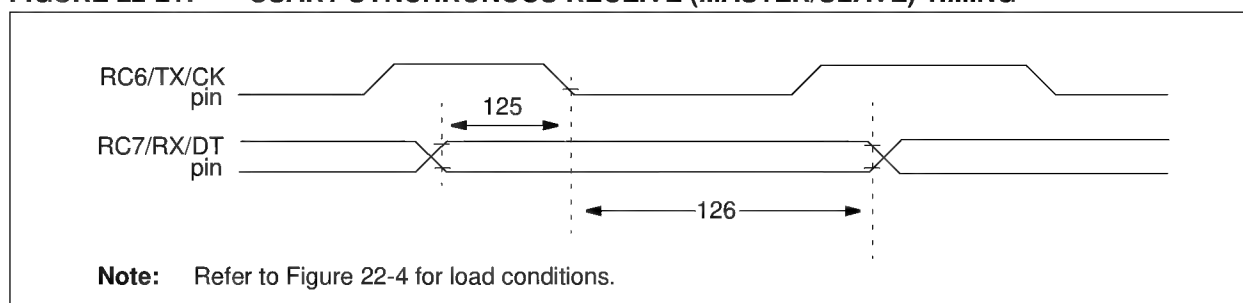 FIGURE 22-21: USART SYNCHRONOUS RECEIVE (MASTER/SLAVE) TIMING
RC6/TX/CK
pin
125
RC7/RX/DT
pin
126
Note: Refer to Figure 22-4 for load conditions.